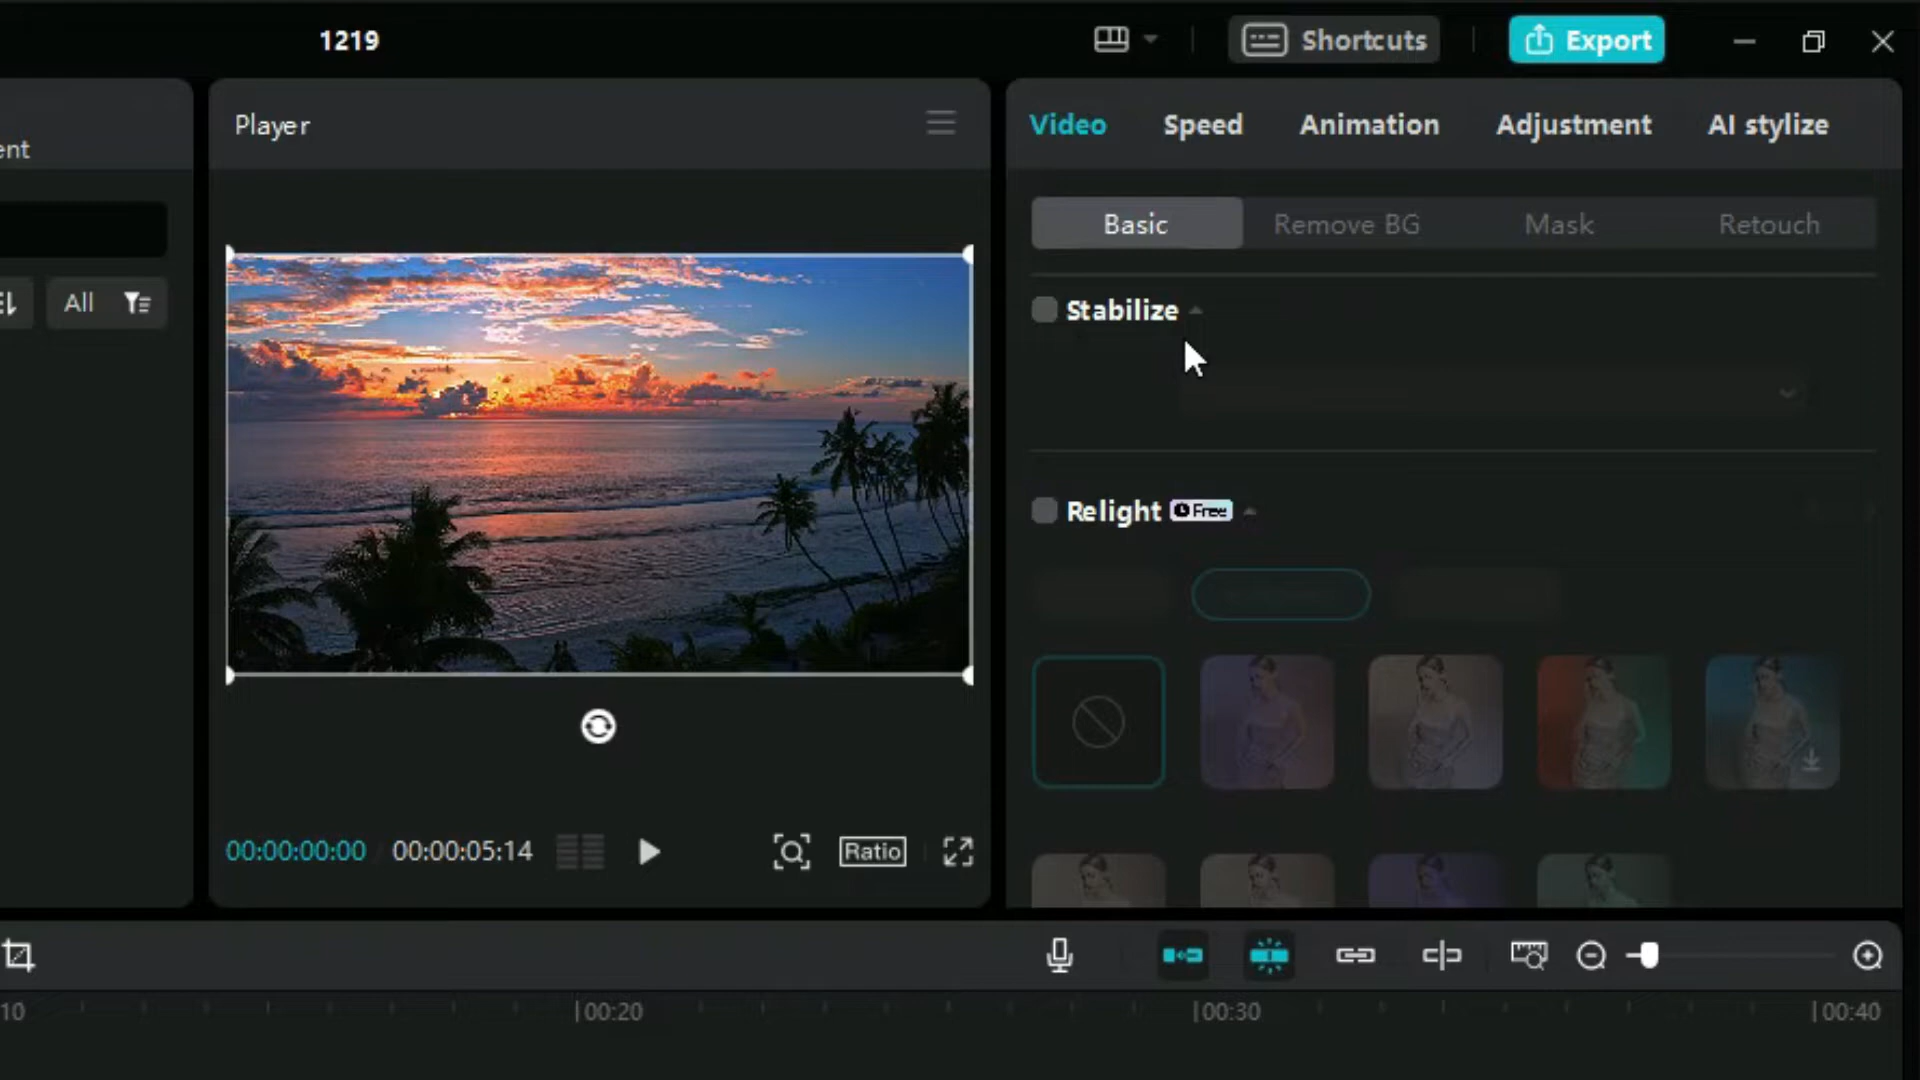 1219
Shortcuts
Export
ent
Player
Video Speed Animation Adjustment AI stylize
Basic Remove BG Mask Retouch
All
Stabilize
Relight Free
00:00:00:00 00:00:05:14
Ratio
10 00:20 00:30 00:40